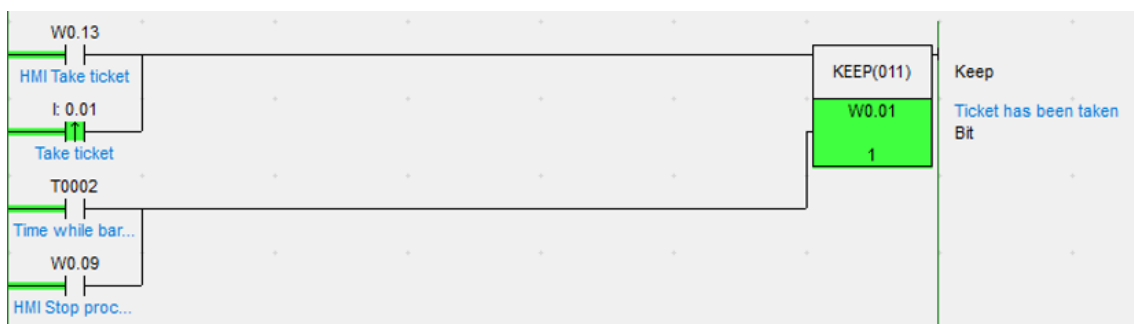 W0.13
HMI Take ticket
KEEP(011)
Keep
I: 0.01
W0.01
Ticket has been taken
Bit
Take ticket
1
T0002
Time while bar...
W0.09
HMI Stop proc...